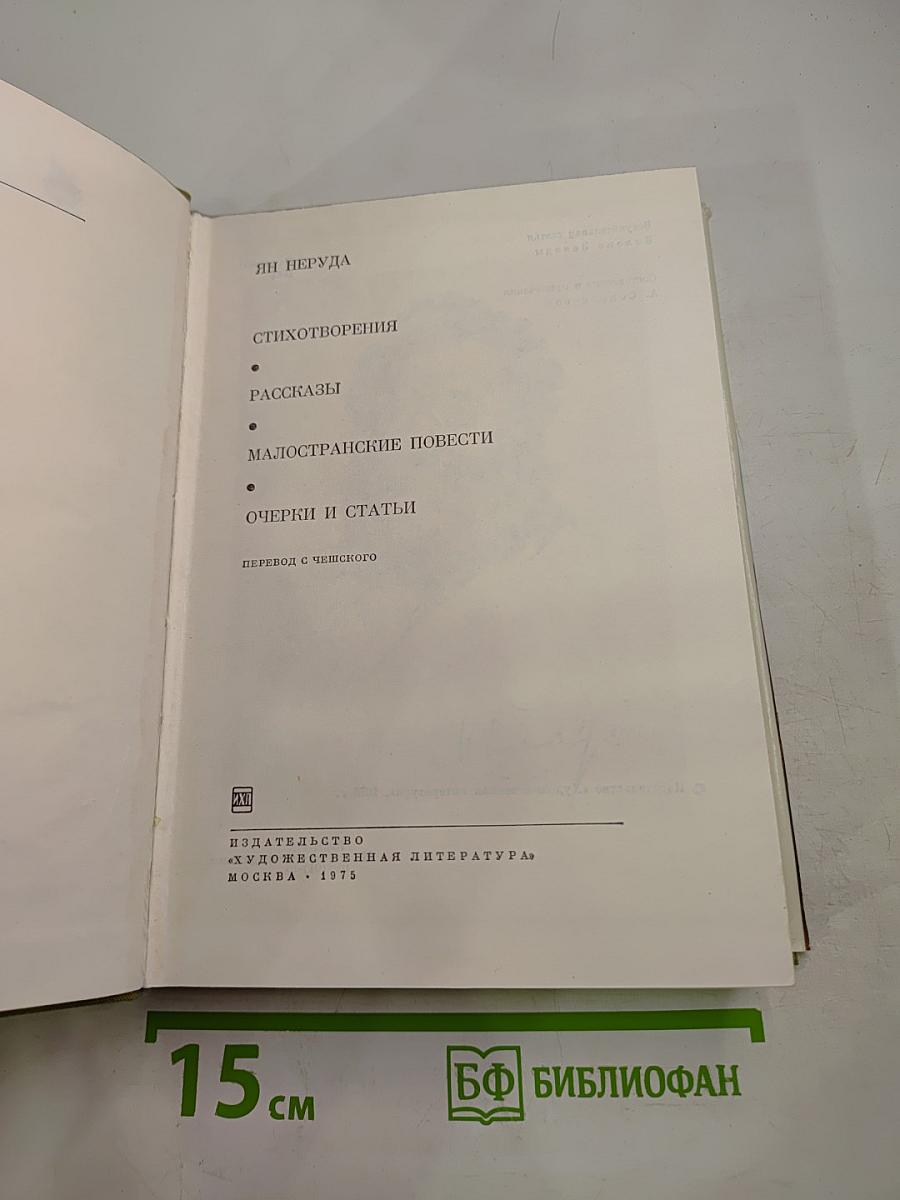 ЯН НЕРУДА
СТИХОТВОРЕНИЯ
•
РАССКАЗЫ
•
МАЛОСТРАНСКИЕ ПОВЕСТИ
•
ОЧЕРКИ И СТАТЬИ
ПЕРЕВОД С ЧЕШСКОГО
ИХЛ
ИЗДАТЕЛЬСТВО
«ХУДОЖЕСТВЕННАЯ ЛИТЕРАТУРА»
МОСКВА • 1975
15 см
БФ БИБЛИОФАН